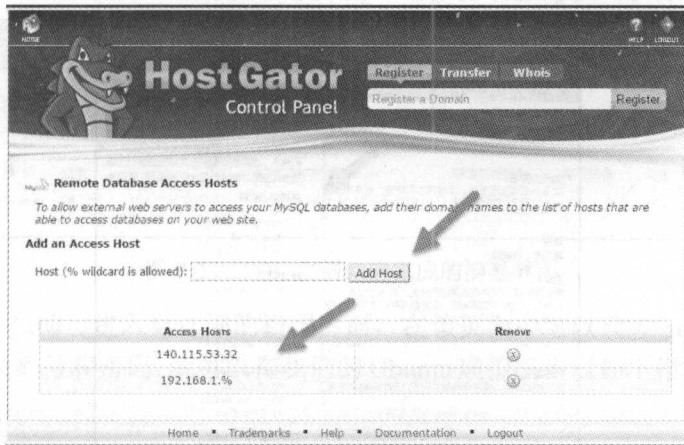 HOME
HELP LOGOUT
HostGator
Control Panel
Register Transfer Whois
Register a Domain Register
Remote Database Access Hosts
To allow external web servers to access your MySQL databases, add their domain names to the list of hosts that are
able to access databases on your web site.
Add an Access Host
Host (% wildcard is allowed): Add Host
ACCESS HOSTS REMOVE
140.115.53.32
192.168.1.%
Home ▪ Trademarks ▪ Help ▪ Documentation ▪ Logout